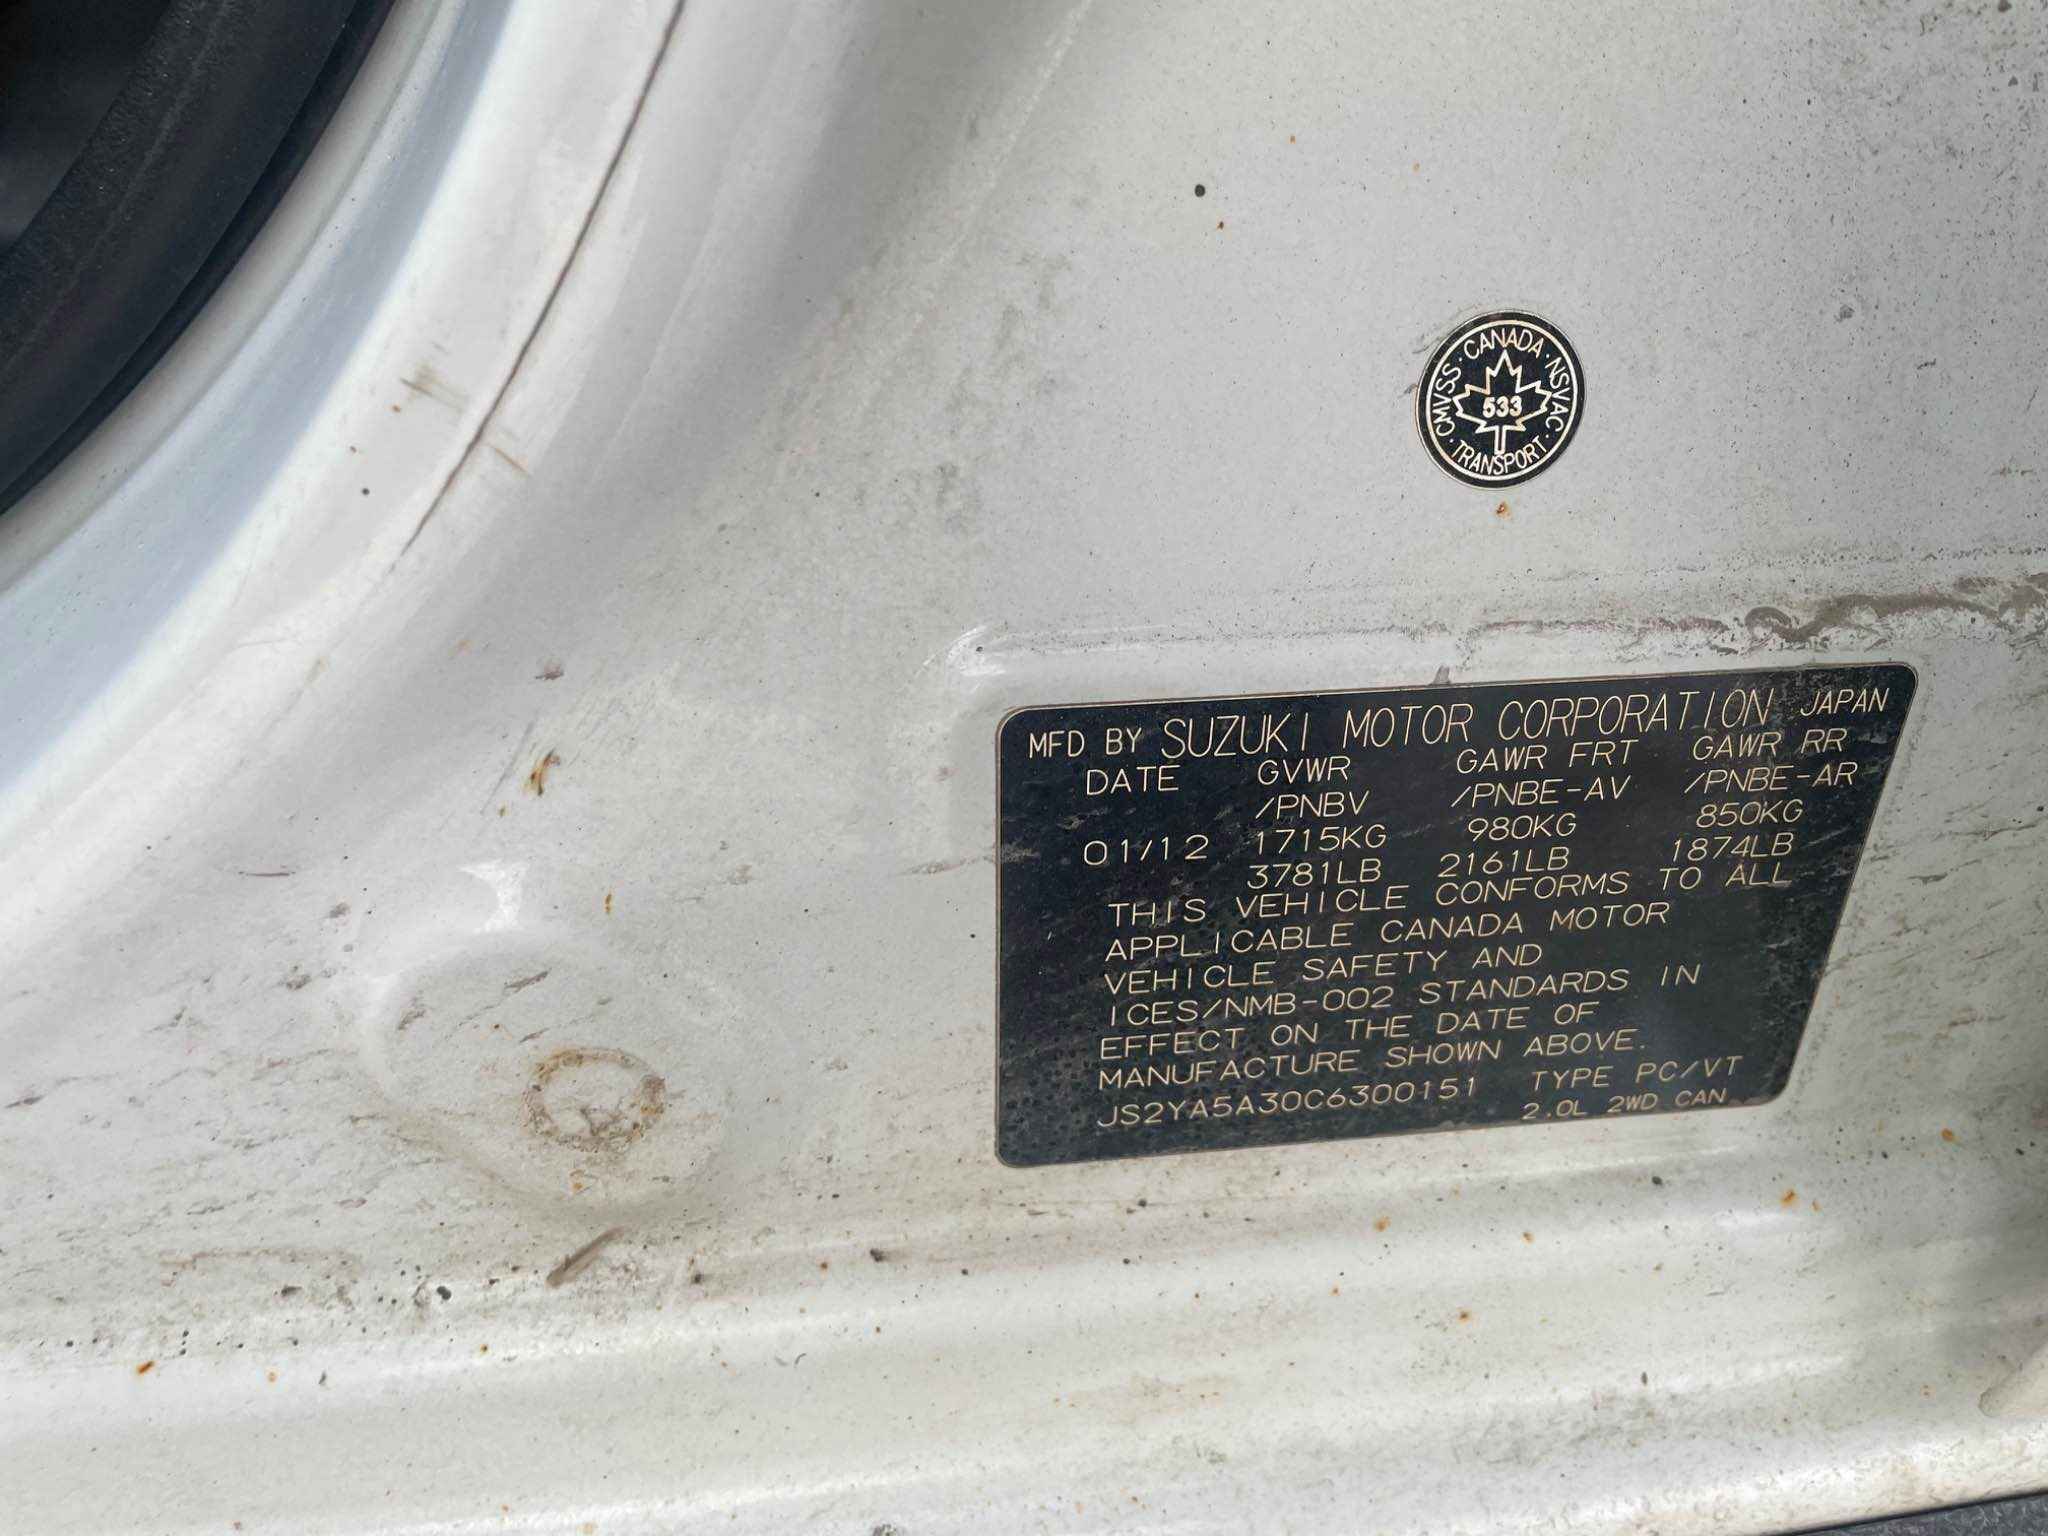 CANADA · NSVAC · TRANSPORT · CMVSS ·
533
MFD BY SUZUKI MOTOR CORPORATION JAPAN
DATE GVWR GAWR FRT GAWR RR
/PNBV /PNBE-AV /PNBE-AR
01/12 1715KG 980KG 850KG
3781LB 2161LB 1874LB
THIS VEHICLE CONFORMS TO ALL
APPLICABLE CANADA MOTOR
VEHICLE SAFETY AND
ICES/NMB-002 STANDARDS IN
EFFECT ON THE DATE OF
MANUFACTURE SHOWN ABOVE.
JS2YA5A30C6300151 TYPE PC/VT
2.0L 2WD CAN